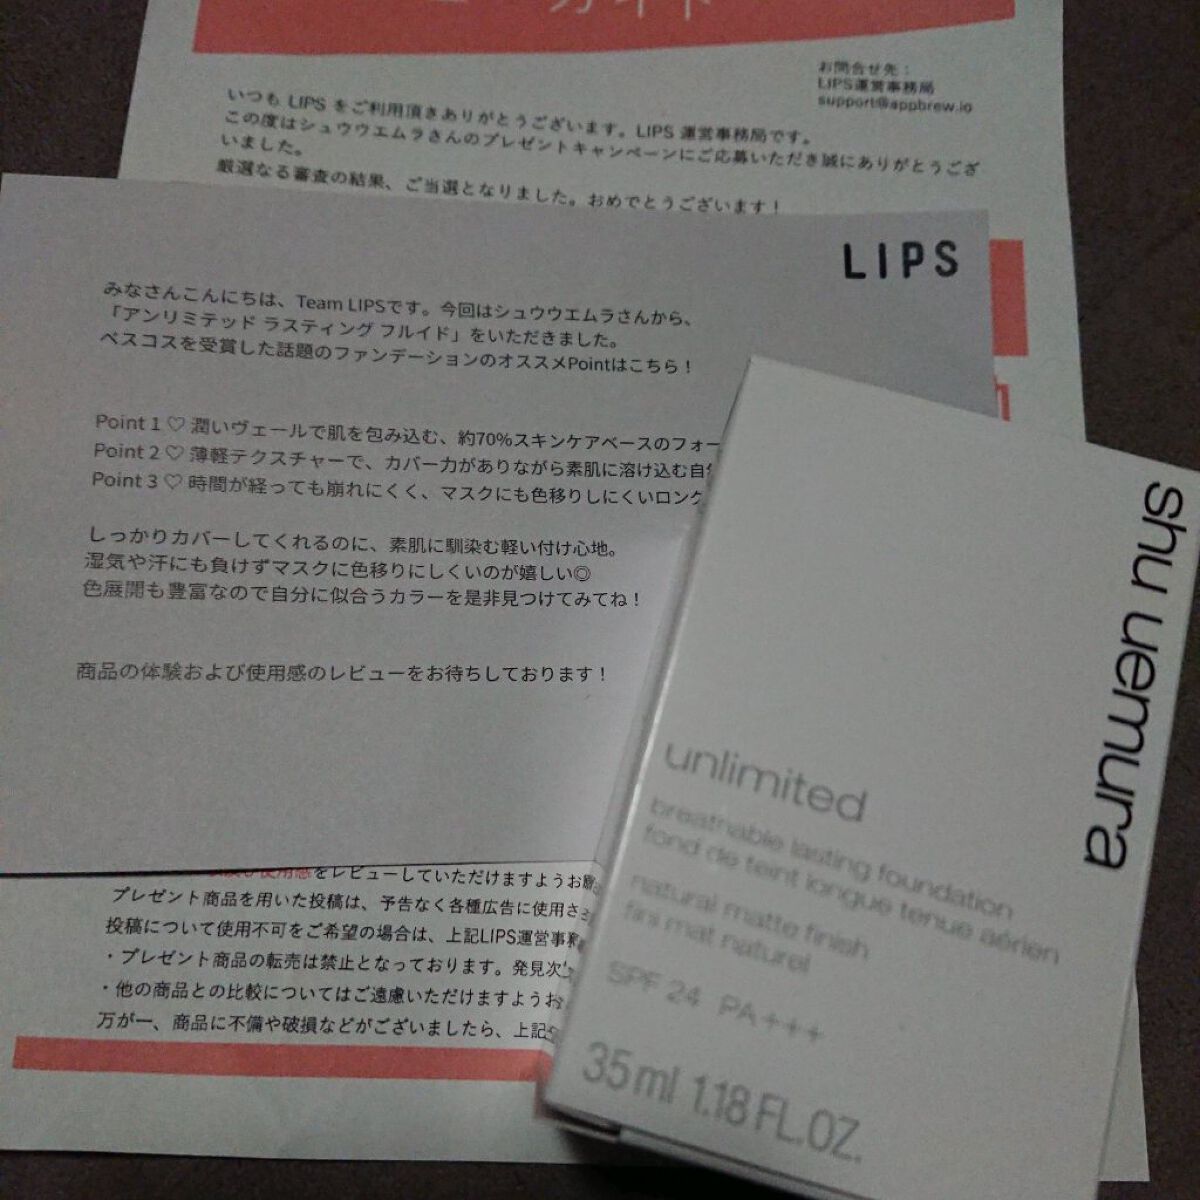 ガイド
お問合せ先：
LIPS運営事務局
support@appbrew.io
いつも LIPS をご利用頂きありがとうございます。LIPS 運営事務局です。
この度はシュウウエムラさんのプレゼントキャンペーンにご応募いただき誠にありがとうござ
いました。
厳選なる審査の結果、ご当選となりました。おめでとうございます！
LIPS
みなさんこんにちは、Team LIPSです。今回はシュウウエムラさんから、
「アンリミテッド ラスティング フルイド」をいただきました。
ベスコスを受賞した話題のファンデーションのオススメPointはこちら！
Point 1 ♡ 潤いヴェールで肌を包み込む、約70%スキンケアベースのフォー
Point 2 ♡ 薄軽テクスチャーで、カバー力がありながら素肌に溶け込む自
Point 3 ♡ 時間が経っても崩れにくく、マスクにも色移りしにくいロング
しっかりカバーしてくれるのに、素肌に馴染む軽い付け心地。
湿気や汗にも負けずマスクに色移りにしくいのが嬉しい◎
色展開も豊富なので自分に似合うカラーを是非見つけてみてね！
商品の体験および使用感のレビューをお待ちしております！
使用感をレビューしていただけますようお願
プレゼント商品を用いた投稿は、予告なく各種広告に使用さ
投稿について使用不可をご希望の場合は、上記LIPS運営事務
・プレゼント商品の転売は禁止となっております。発見次
・他の商品との比較についてはご遠慮いただけますようお
万が一、商品に不備や破損などがございましたら、上記
shu uemura
unlimited
breathable lasting foundation
fond de teint longue tenue aérien
natural matte finish
fini mat naturel
SPF 24 PA+++
35ml 1.18 FL.OZ.